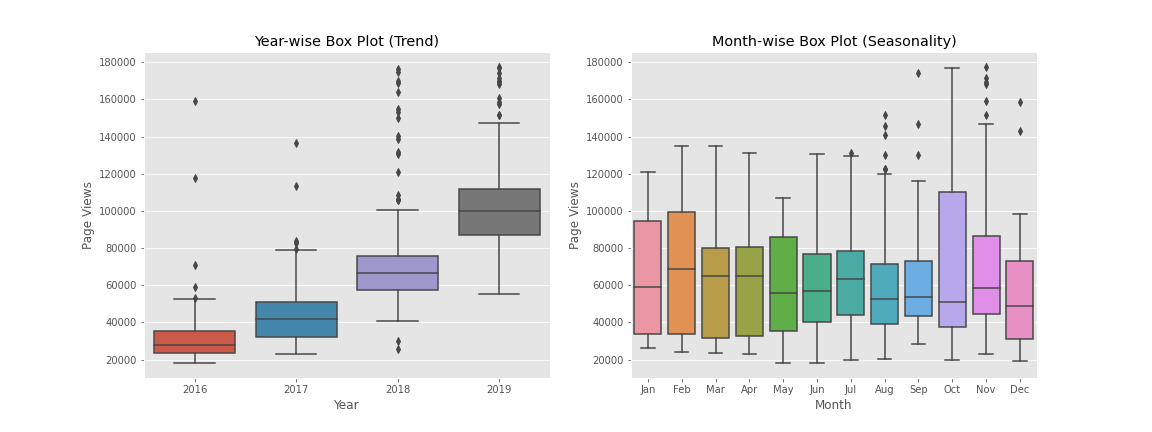 Year-wise Box Plot (Trend)
180000
160000
140000
120000
100000
80000
60000
40000
20000
Page Views
2016 2017 2018 2019
Year
Month-wise Box Plot (Seasonality)
180000
160000
140000
120000
100000
80000
60000
40000
20000
Page Views
Jan Feb Mar Apr May Jun Jul Aug Sep Oct Nov Dec
Month